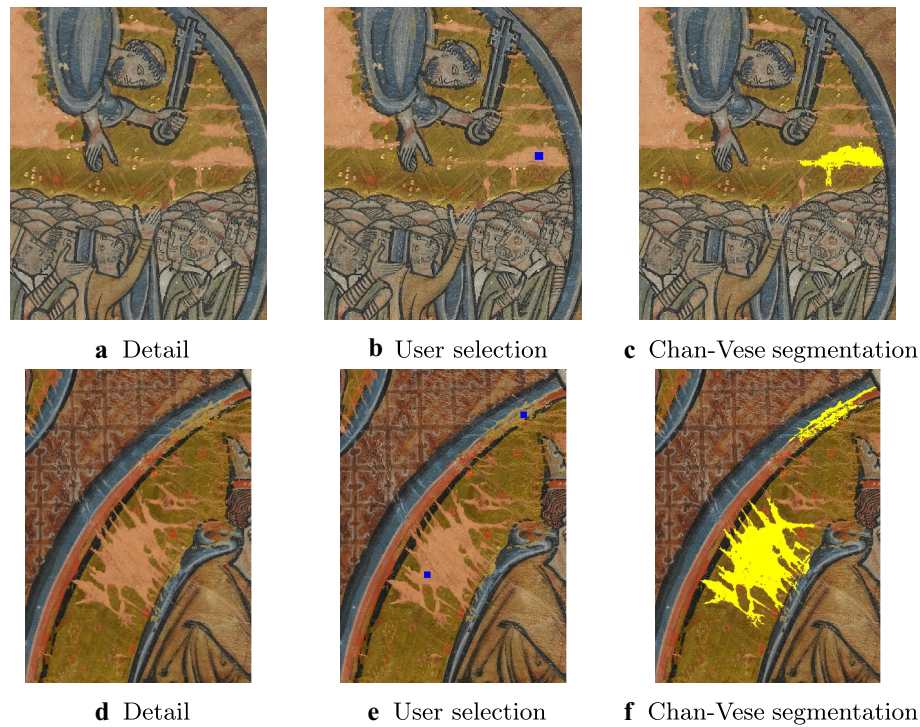 a Detail
b User selection
c Chan-Vese segmentation
d Detail
e User selection
f Chan-Vese segmentation